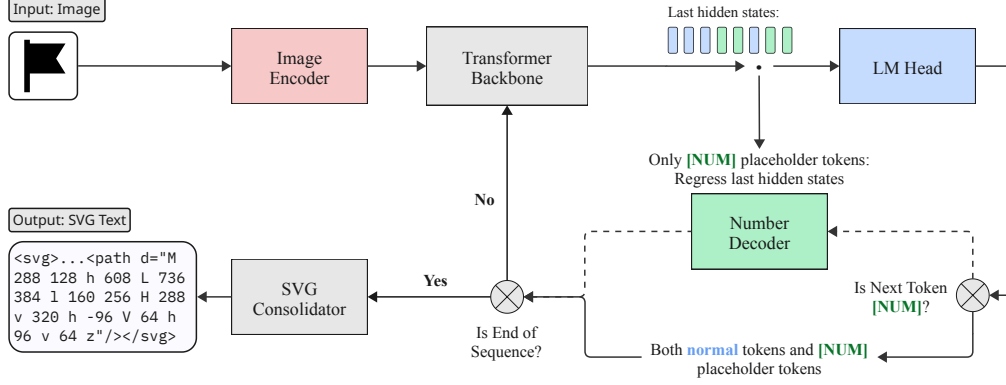 Input: Image
Last hidden states:
Image
Encoder
Transformer
Backbone
LM Head
Only [NUM] placeholder tokens:
Regress last hidden states
No
Number
Decoder
Output: SVG Text
<svg>...<path d="M
288 128 h 608 L 736
384 l 160 256 H 288
v 320 h -96 V 64 h
96 v 64 z"/></svg>
SVG
Consolidator
Yes
Is End of
Sequence?
Is Next Token
[NUM]?
Both normal tokens and [NUM]
placeholder tokens